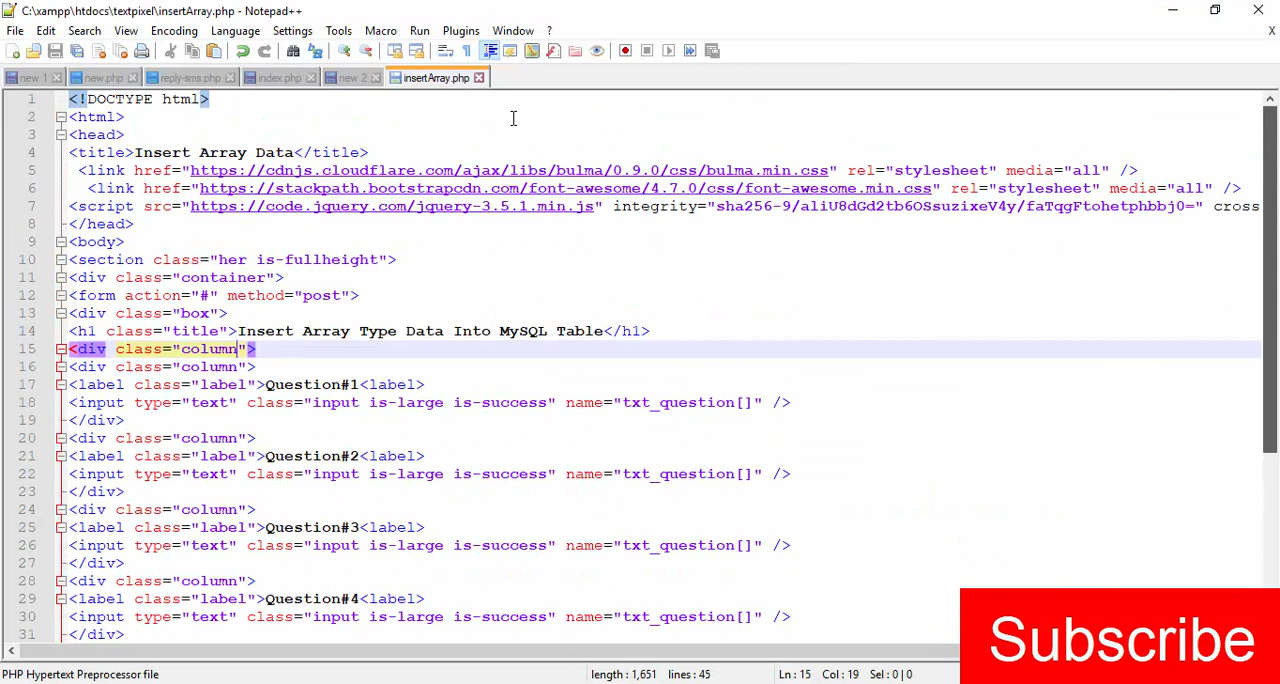 C:\xampp\htdocs\textpixel\insertArray.php - Notepad++
File Edit Search View Encoding Language Settings Tools Macro Run Plugins Window ? X
new 1 new.php reply-sms.php index.php new 2 insertArray.php
1 <!DOCTYPE html>
2 <html>
3 <head>
4 <title>Insert Array Data</title>
5 <link href="https://cdnjs.cloudflare.com/ajax/libs/bulma/0.9.0/css/bulma.min.css" rel="stylesheet" media="all" />
6 <link href="https://stackpath.bootstrapcdn.com/font-awesome/4.7.0/css/font-awesome.min.css" rel="stylesheet" media="all" />
7 <script src="https://code.jquery.com/jquery-3.5.1.min.js" integrity="sha256-9/aliU8dGd2tb6OSsuzixeV4y/faTqgFtohetphbbj0=" cross
8 </head>
9 <body>
10 <section class="her is-fullheight">
11 <div class="container">
12 <form action="#" method="post">
13 <div class="box">
14 <h1 class="title">Insert Array Type Data Into MySQL Table</h1>
15 <div class="column">
16 <div class="column">
17 <label class="label">Question#1<label>
18 <input type="text" class="input is-large is-success" name="txt_question[]" />
19 </div>
20 <div class="column">
21 <label class="label">Question#2<label>
22 <input type="text" class="input is-large is-success" name="txt_question[]" />
23 </div>
24 <div class="column">
25 <label class="label">Question#3<label>
26 <input type="text" class="input is-large is-success" name="txt_question[]" />
27 </div>
28 <div class="column">
29 <label class="label">Question#4<label>
30 <input type="text" class="input is-large is-success" name="txt_question[]" />
31 </div>
Subscribe
PHP Hypertext Preprocessor file length : 1,651 lines : 45 Ln : 15 Col : 19 Sel : 0 | 0